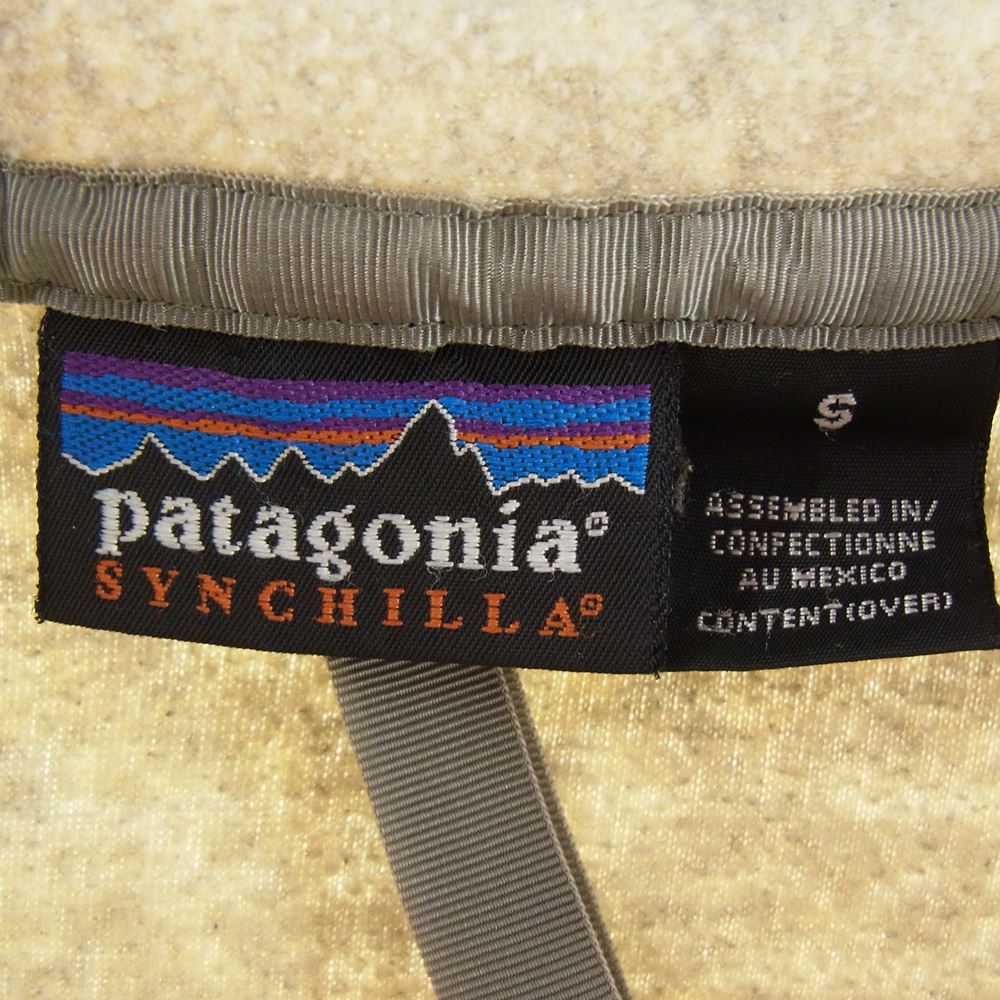 patagonia®
SYNCHILLA®
S
ASSEMBLED IN/
CONFECTIONNE
AU MEXICO
CONTENT(OVER)